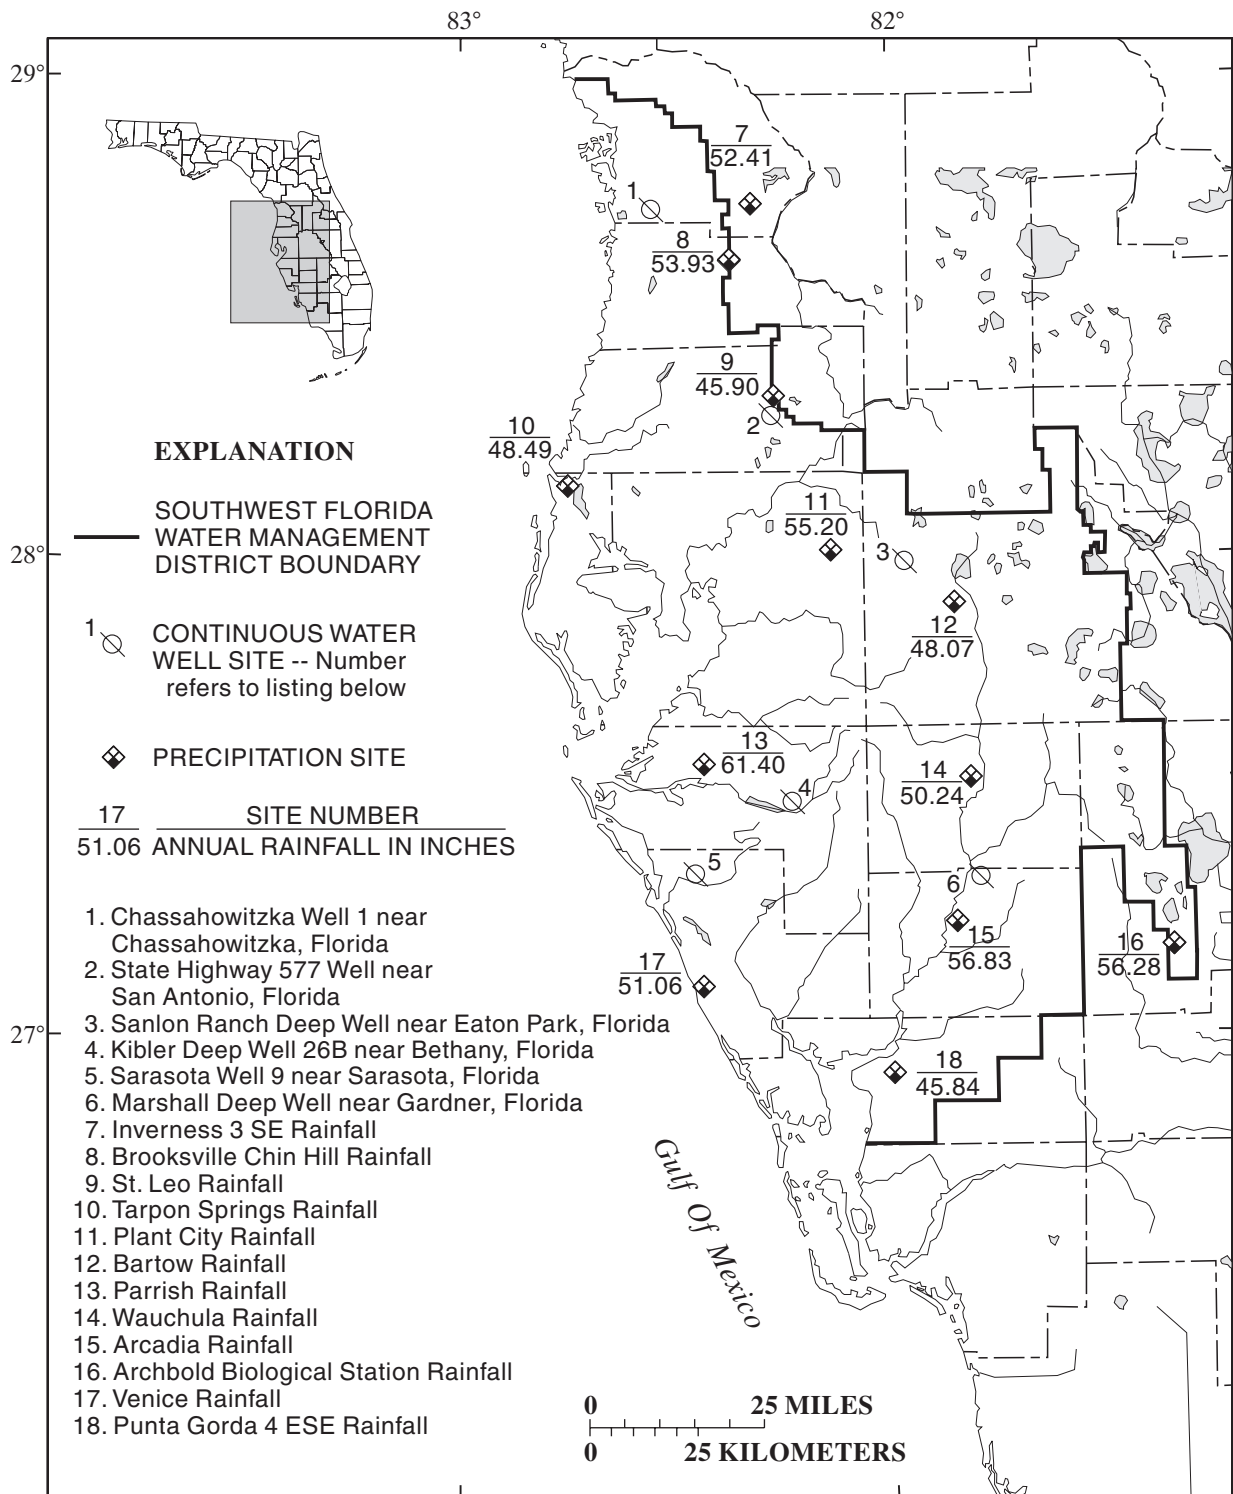 83°
82°
29°
28°
27°
7
52.41
1
8
53.93
9
45.90
2
10
48.49
11
55.20
3
12
48.07
13
61.40
4
14
50.24
5
6
15
56.83
16
56.28
17
51.06
18
45.84
Gulf Of Mexico
EXPLANATION
SOUTHWEST FLORIDA
WATER MANAGEMENT
DISTRICT BOUNDARY
1
CONTINUOUS WATER
WELL SITE -- Number
refers to listing below
PRECIPITATION SITE
17 SITE NUMBER
51.06 ANNUAL RAINFALL IN INCHES
1. Chassahowitzka Well 1 near
Chassahowitzka, Florida
2. State Highway 577 Well near
San Antonio, Florida
3. Sanlon Ranch Deep Well near Eaton Park, Florida
4. Kibler Deep Well 26B near Bethany, Florida
5. Sarasota Well 9 near Sarasota, Florida
6. Marshall Deep Well near Gardner, Florida
7. Inverness 3 SE Rainfall
8. Brooksville Chin Hill Rainfall
9. St. Leo Rainfall
10. Tarpon Springs Rainfall
11. Plant City Rainfall
12. Bartow Rainfall
13. Parrish Rainfall
14. Wauchula Rainfall
15. Arcadia Rainfall
16. Archbold Biological Station Rainfall
17. Venice Rainfall
18. Punta Gorda 4 ESE Rainfall
0 25 MILES
0 25 KILOMETERS